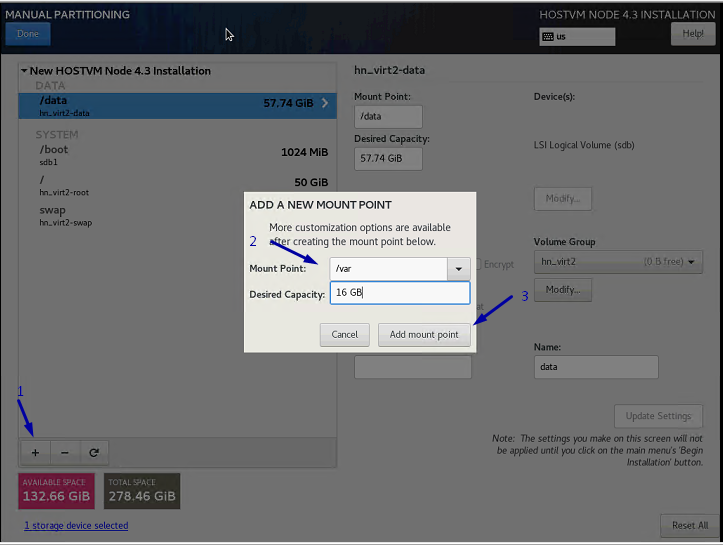 MANUAL PARTITIONING
HOSTVM NODE 4.3 INSTALLATION
Done
us
Help!
New HOSTVM Node 4.3 Installation
DATA
/data
hn_virt2-data
57.74 GiB
SYSTEM
/boot
sdb1
1024 MiB
/
hn_virt2-root
50 GiB
swap
hn_virt2-swap
hn_virt2-data
Mount Point:
/data
Device(s):
Desired Capacity:
57.74 GiB
LSI Logical Volume (sdb)
Modify...
Volume Group
hn_virt2
(0 B free)
Encrypt
Modify...
Name:
data
Update Settings
Note: The settings you make on this screen will not
be applied until you click on the main menu's 'Begin
Installation' button.
ADD A NEW MOUNT POINT
More customization options are available
after creating the mount point below.
2
Mount Point:
/var
Desired Capacity:
16 GB
3
Cancel
Add mount point
1
+
−
AVAILABLE SPACE
132.66 GiB
TOTAL SPACE
278.46 GiB
1 storage device selected
Reset All